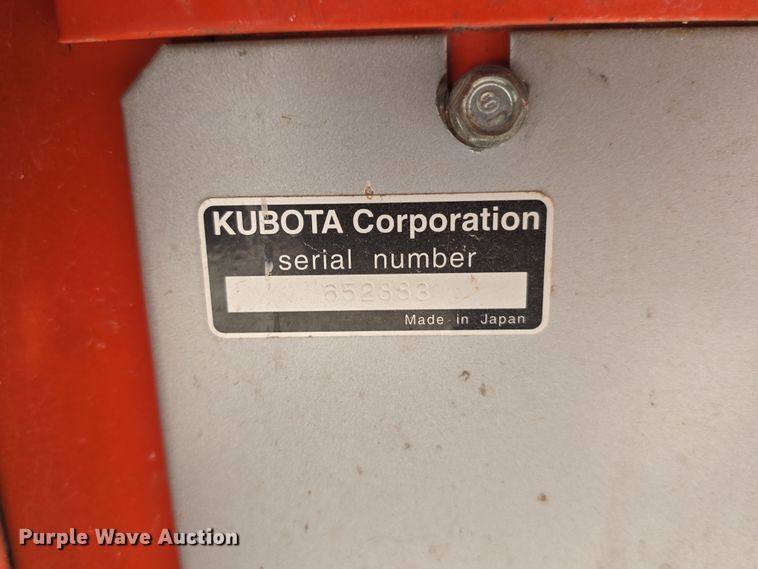 KUBOTA Corporation
serial number
652883
Made in Japan
Purple Wave Auction